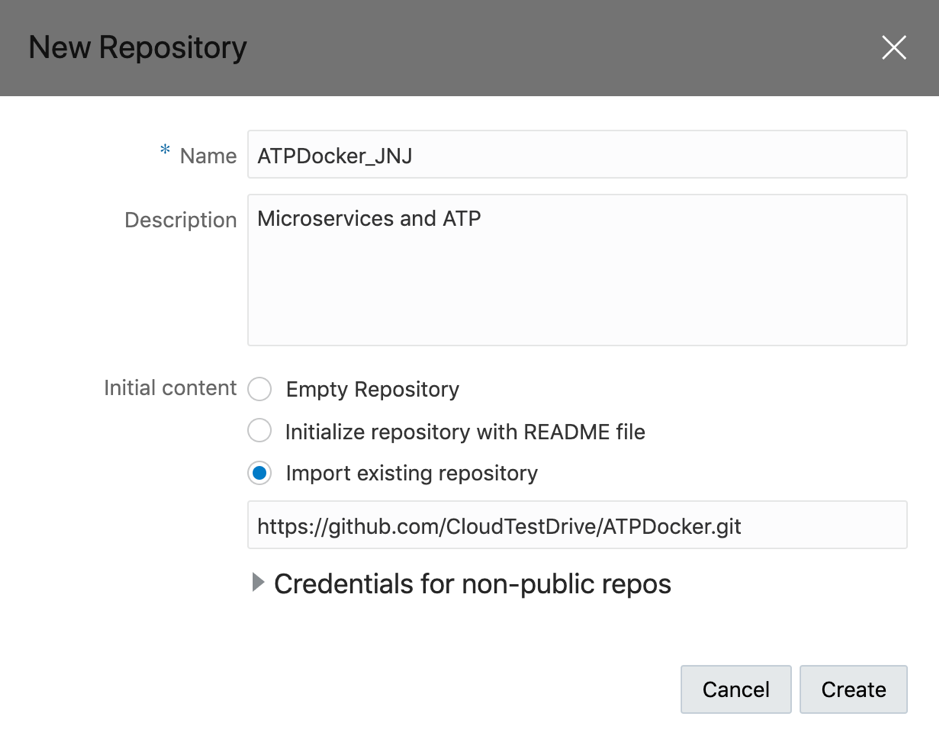 New Repository
* Name ATPDocker_JNJ
Description Microservices and ATP
Initial content Empty Repository
Initialize repository with README file
Import existing repository
https://github.com/CloudTestDrive/ATPDocker.git
Credentials for non-public repos
Cancel Create